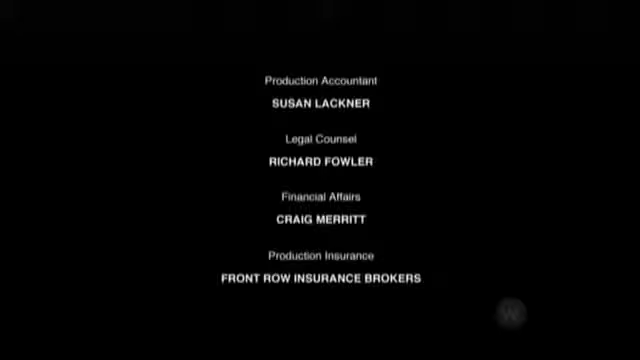 Production Accountant
SUSAN LACKNER
Legal Counsel
RICHARD FOWLER
Financial Affairs
CRAIG MERRITT
Production Insurance
FRONT ROW INSURANCE BROKERS
W